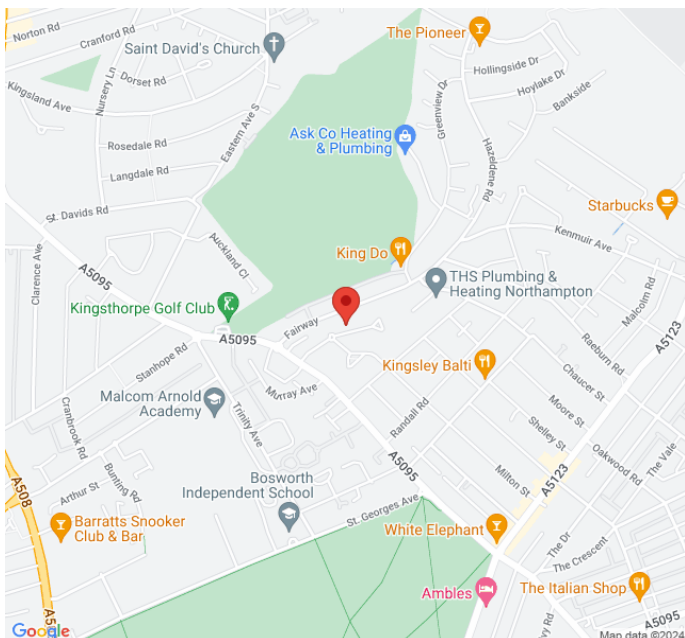 Norton Rd
Cranford Rd
Saint David's Church
The Pioneer
Hollingside Dr
Hoylake Dr
Bankside
Nursery Ln
Dorset Rd
Kingsland Ave
Eastern Ave S
Greenview Dr
Ask Co Heating
& Plumbing
Hazeldene Rd
Rosedale Rd
Langdale Rd
Starbucks
St. Davids Rd
Kenmuir Ave
Clarence Ave
Auckland Cl
King Do
A5095
THS Plumbing &
Heating Northampton
Malcolm Rd
A5123
Kingsthorpe Golf Club
Fairway
A5095
Raeburn Rd
Stanhope Rd
Kingsley Balti
Chaucer St
Murray Ave
Malcom Arnold
Academy
Moore St
Cranbrook Rd
Trinity Ave
Randall Rd
Shelley St
Oakwood Rd
The Vale
Bunting Rd
A5095
Milton St
A5123
Bosworth
Independent School
A508
Arthur St
St. Georges Ave
Barratts Snooker
Club & Bar
White Elephant
The Dr
The Crescent
Ambles
The Italian Shop
A5095
Google
Map data ©2024